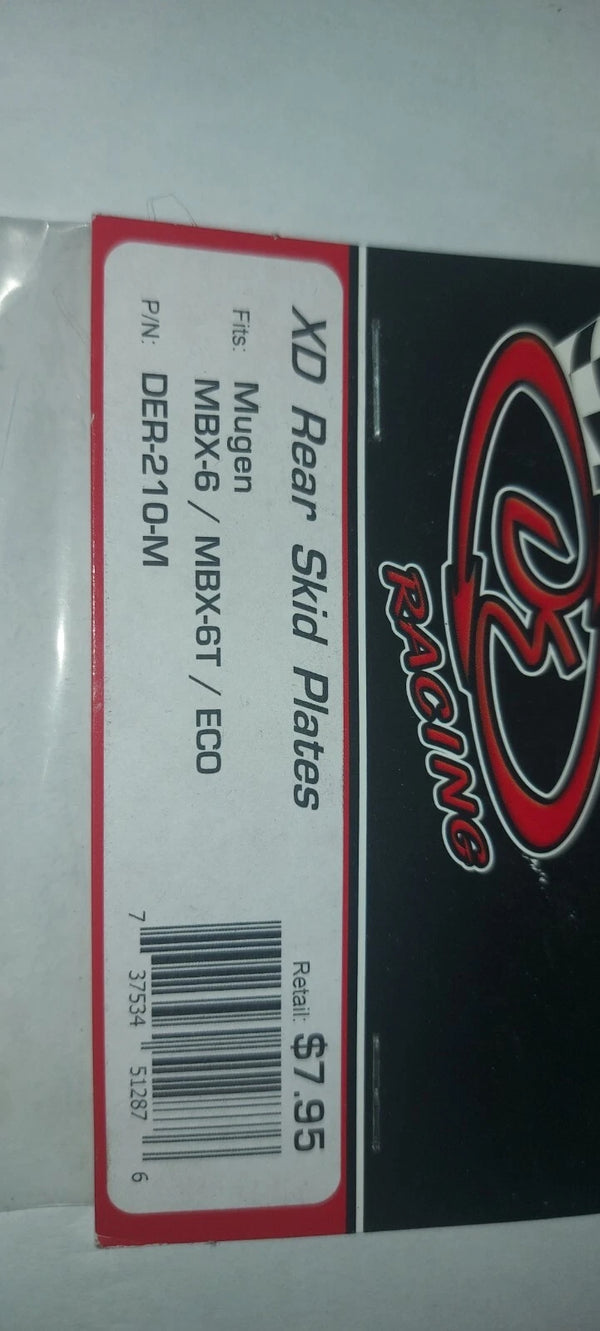 DE
RACING
XD Rear Skid Plates
Retail: $7.95
Fits: Mugen
MBX-6 / MBX-6T / ECO
P/N: DER-210-M
7 37534 51287 6